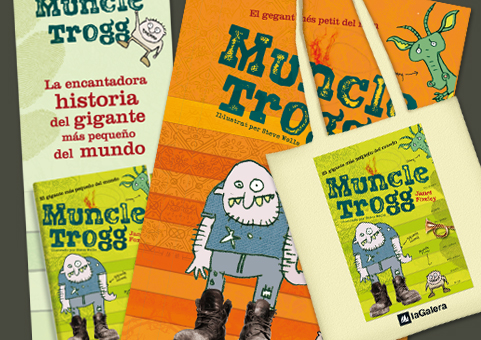 Muncle
Trogg
La encantadora
historia
del gigante
más pequeño
del mundo
El gigante más pequeño del mundo
Muncle
Trogg
Janet
Foxley
El gegant més petit del
Muncle
Trogg
Il·lustrat per Steve Wells
El gigante más pequeño del mundo
Muncle
Trogg
Janet
Foxley
laGalera